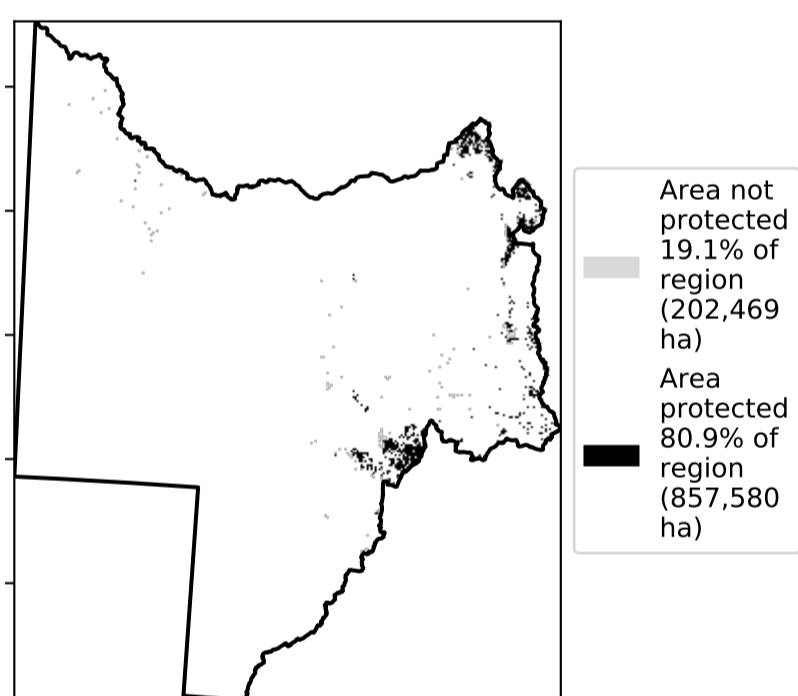 Area not
protected
19.1% of
region
(202,469
ha)
Area
protected
80.9% of
region
(857,580
ha)